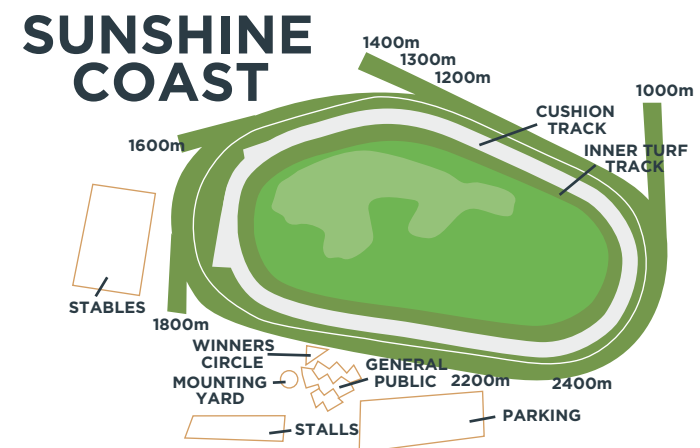 SUNSHINE
COAST
1400m
1300m
1200m
1000m
CUSHION
TRACK
INNER TURF
TRACK
1600m
STABLES
1800m
WINNERS
CIRCLE
MOUNTING
YARD
GENERAL
PUBLIC
2200m
2400m
PARKING
STALLS